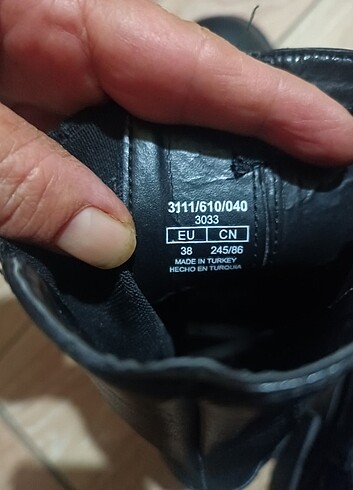 3111/610/040
3033
EU CN
38 245/86
MADE IN TURKEY
HECHO EN TURQUIA